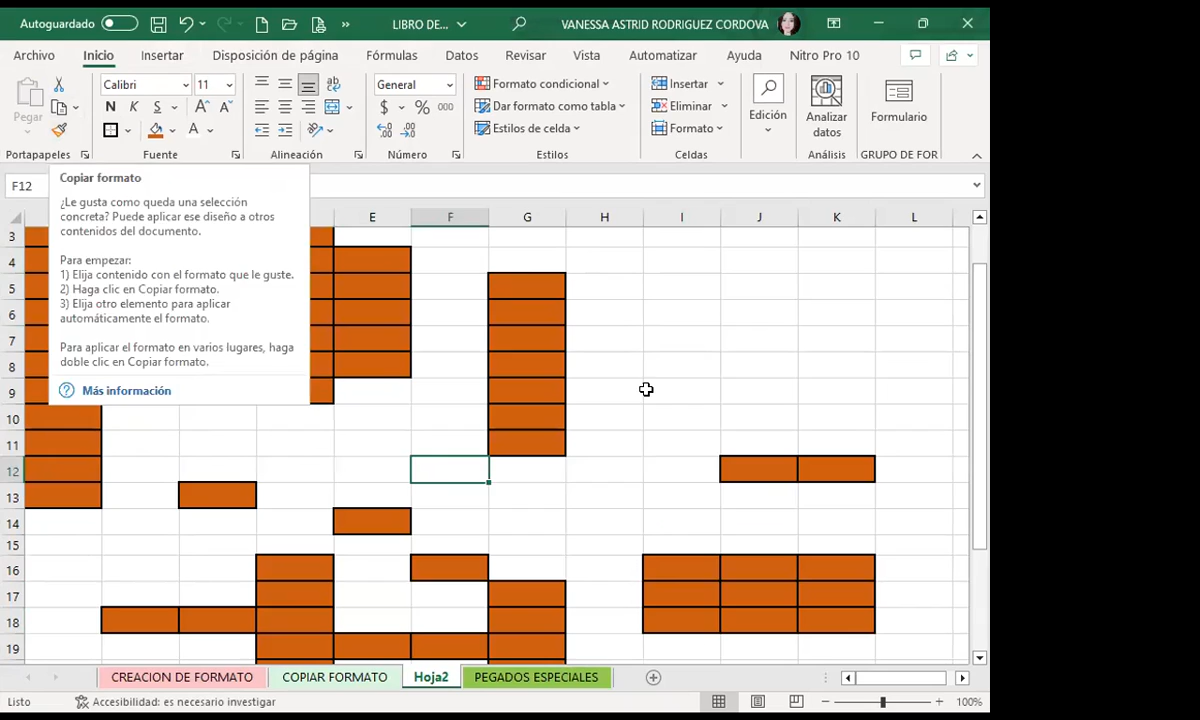 Autoguardado LIBRO DE... VANESSA ASTRID RODRIGUEZ CORDOVA
Archivo Inicio Insertar Disposición de página Fórmulas Datos Revisar Vista Automatizar Ayuda Nitro Pro 10
Pegar
Portapapeles
Calibri 11
N K S A A
A
Fuente
ab
Alineación
General
$ % 000
Número
Formato condicional
Dar formato como tabla
Estilos de celda
Estilos
Insertar
Eliminar
Formato
Celdas
Edición
Analizar
datos
Análisis
Formulario
GRUPO DE FOR
F12
Copiar formato
¿Le gusta como queda una selección
concreta? Puede aplicar ese diseño a otros
contenidos del documento.
Para empezar:
1) Elija contenido con el formato que le guste.
2) Haga clic en Copiar formato.
3) Elija otro elemento para aplicar
automáticamente el formato.
Para aplicar el formato en varios lugares, haga
doble clic en Copiar formato.
Más información
E F G H I J K L
3
4
5
6
7
8
9
10
11
12
13
14
15
16
17
18
19
CREACION DE FORMATO COPIAR FORMATO Hoja2 PEGADOS ESPECIALES
Listo Accesibilidad: es necesario investigar 100%